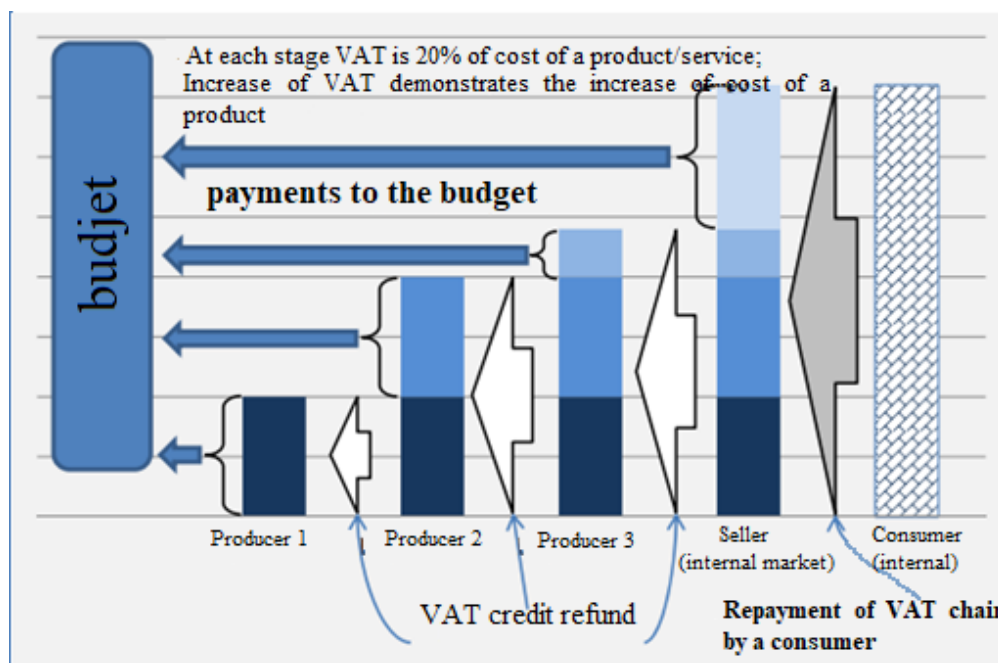 At each stage VAT is 20% of cost of a product/service;
Increase of VAT demonstrates the increase of cost of a
product
budjet
payments to the budget
Producer 1
Producer 2
Producer 3
Seller
(internal market)
Consumer
(internal)
VAT credit refund
Repayment of VAT chain
by a consumer